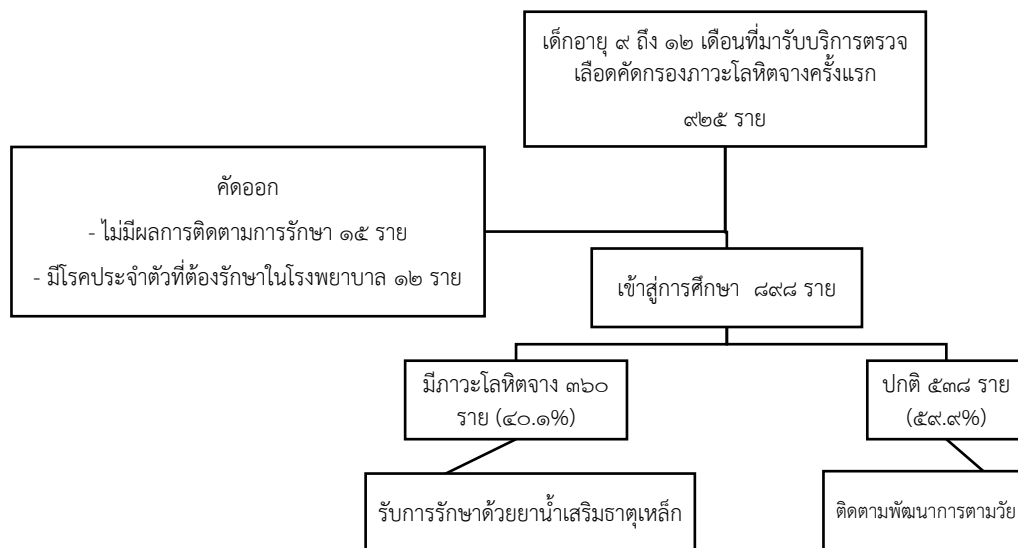 เด็กอายุ ๙ ถึง ๑๒ เดือนที่มารับบริการตรวจ
เลือดคัดกรองภาวะโลหิตจางครั้งแรก
๙๒๕ ราย
คัดออก
- ไม่มีผลการติดตามการรักษา ๑๕ ราย
- มีโรคประจำตัวที่ต้องรักษาในโรงพยาบาล ๑๒ ราย
เข้าสู่การศึกษา ๘๙๘ ราย
มีภาวะโลหิตจาง ๓๖๐
ราย (๔๐.๑%)
ปกติ ๕๓๘ ราย
(๕๙.๙%)
รับการรักษาด้วยยาน้ำเสริมธาตุเหล็ก
ติดตามพัฒนาการตามวัย